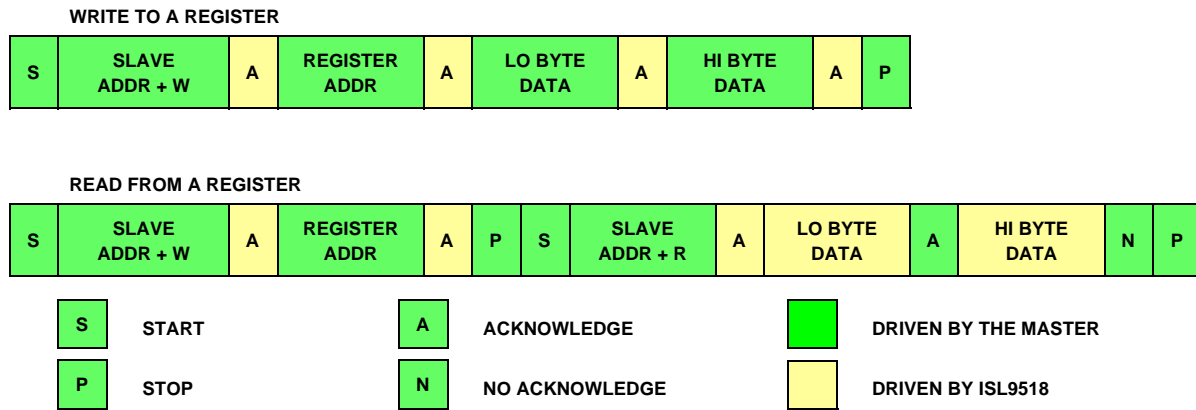 WRITE TO A REGISTER
S SLAVE ADDR + W A REGISTER ADDR A LO BYTE DATA A HI BYTE DATA A P
READ FROM A REGISTER
S SLAVE ADDR + W A REGISTER ADDR A P S SLAVE ADDR + R A LO BYTE DATA A HI BYTE DATA N P
S START A ACKNOWLEDGE DRIVEN BY THE MASTER
P STOP N NO ACKNOWLEDGE DRIVEN BY ISL9518